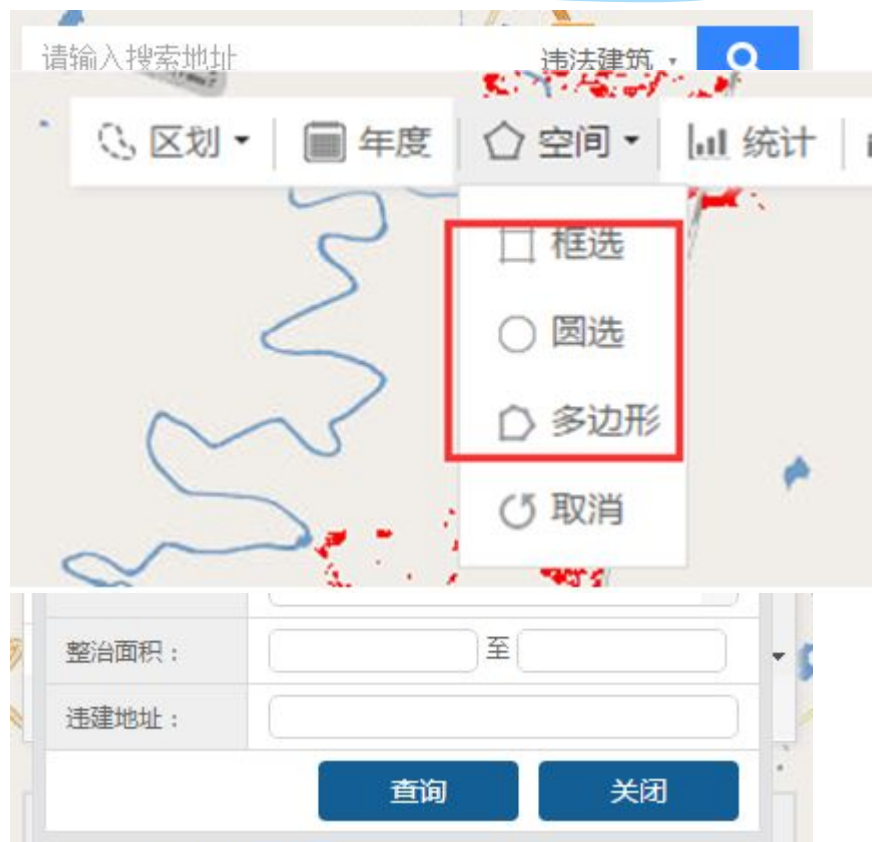 请输入搜索地址 违法建筑
区划 年度 空间 统计
框选
圆选
多边形
取消
整治面积： 至
违建地址：
查询 关闭